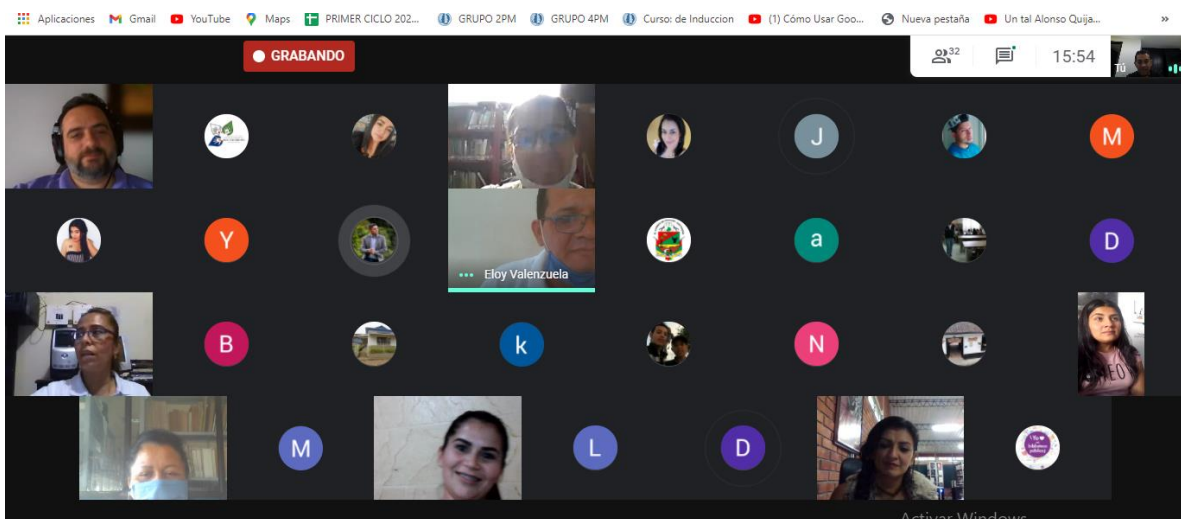 Aplicaciones Gmail YouTube Maps PRIMER CICLO 202... GRUPO 2PM GRUPO 4PM Curso: de Induccion (1) Cómo Usar Goo... Nueva pestaña Un tal Alonso Quija... »
GRABANDO 32 15:54 Tú
J M
Y a D
... Eloy Valenzuela
B k N
M L D
Activar Windows